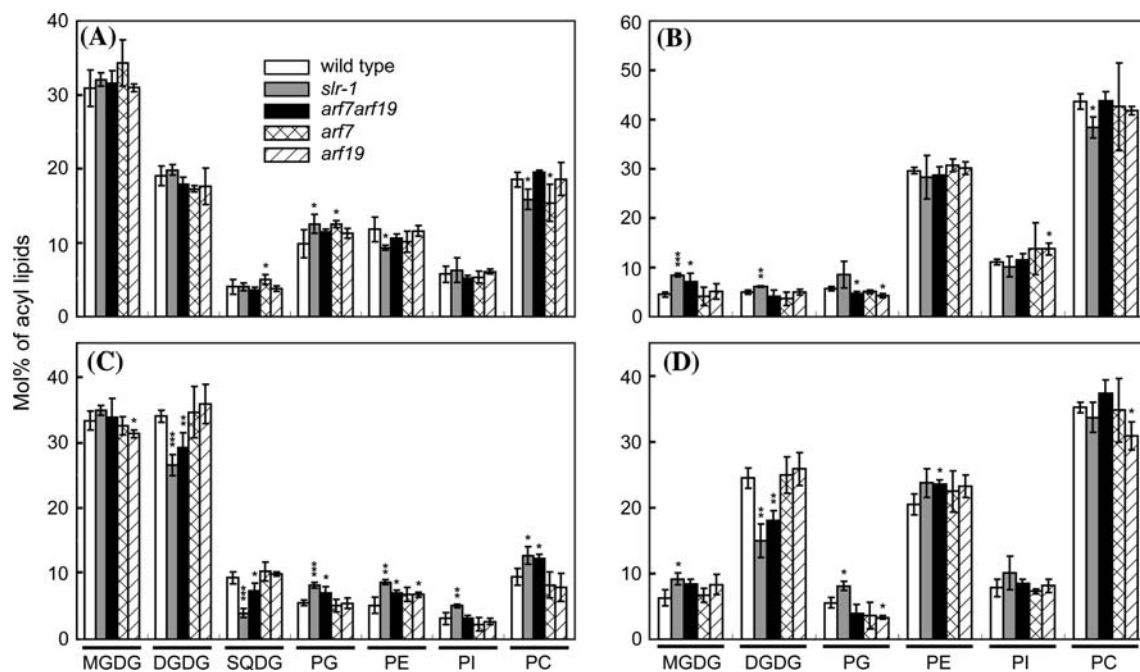 Mol% of acyl lipids
(A)
40
30
20
10
0
wild type
slr-1
arf7arf19
arf7
arf19
* * * * * * *
(B)
60
50
40
30
20
10
0
*** * ** * * * *
(C)
40
30
20
10
0
* *** ** *** * *** * ** * * ** * *
MGDG DGDG SQDG PG PE PI PC
(D)
40
30
20
10
0
* ** ** * * * *
MGDG DGDG PG PE PI PC